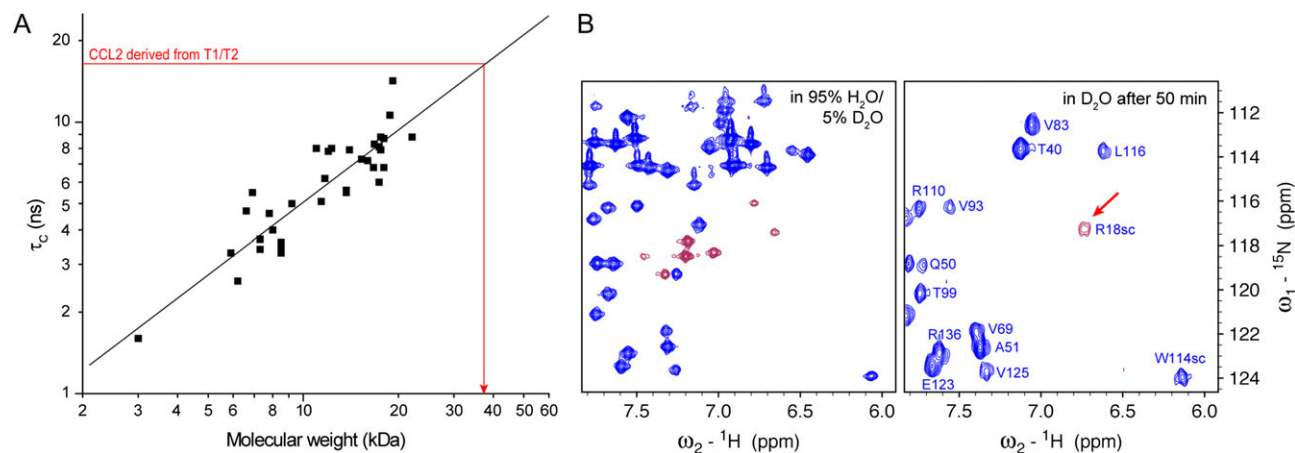 A
20
10
8
6
5
4
3
2
1
τc (ns)
CCL2 derived from T1/T2
2
3
4
5
6
8
10
20
30
40
50
60
Molecular weight (kDa)
B
in 95% H2O/
5% D2O
7.5
7.0
6.5
6.0
ω2 - 1H (ppm)
in D2O after 50 min
V83
T40
L116
R110
V93
R18sc
Q50
T99
V69
R136
A51
W114sc
V125
E123
7.5
7.0
6.5
6.0
ω2 - 1H (ppm)
112
114
116
118
120
122
124
ω1 - 15N (ppm)